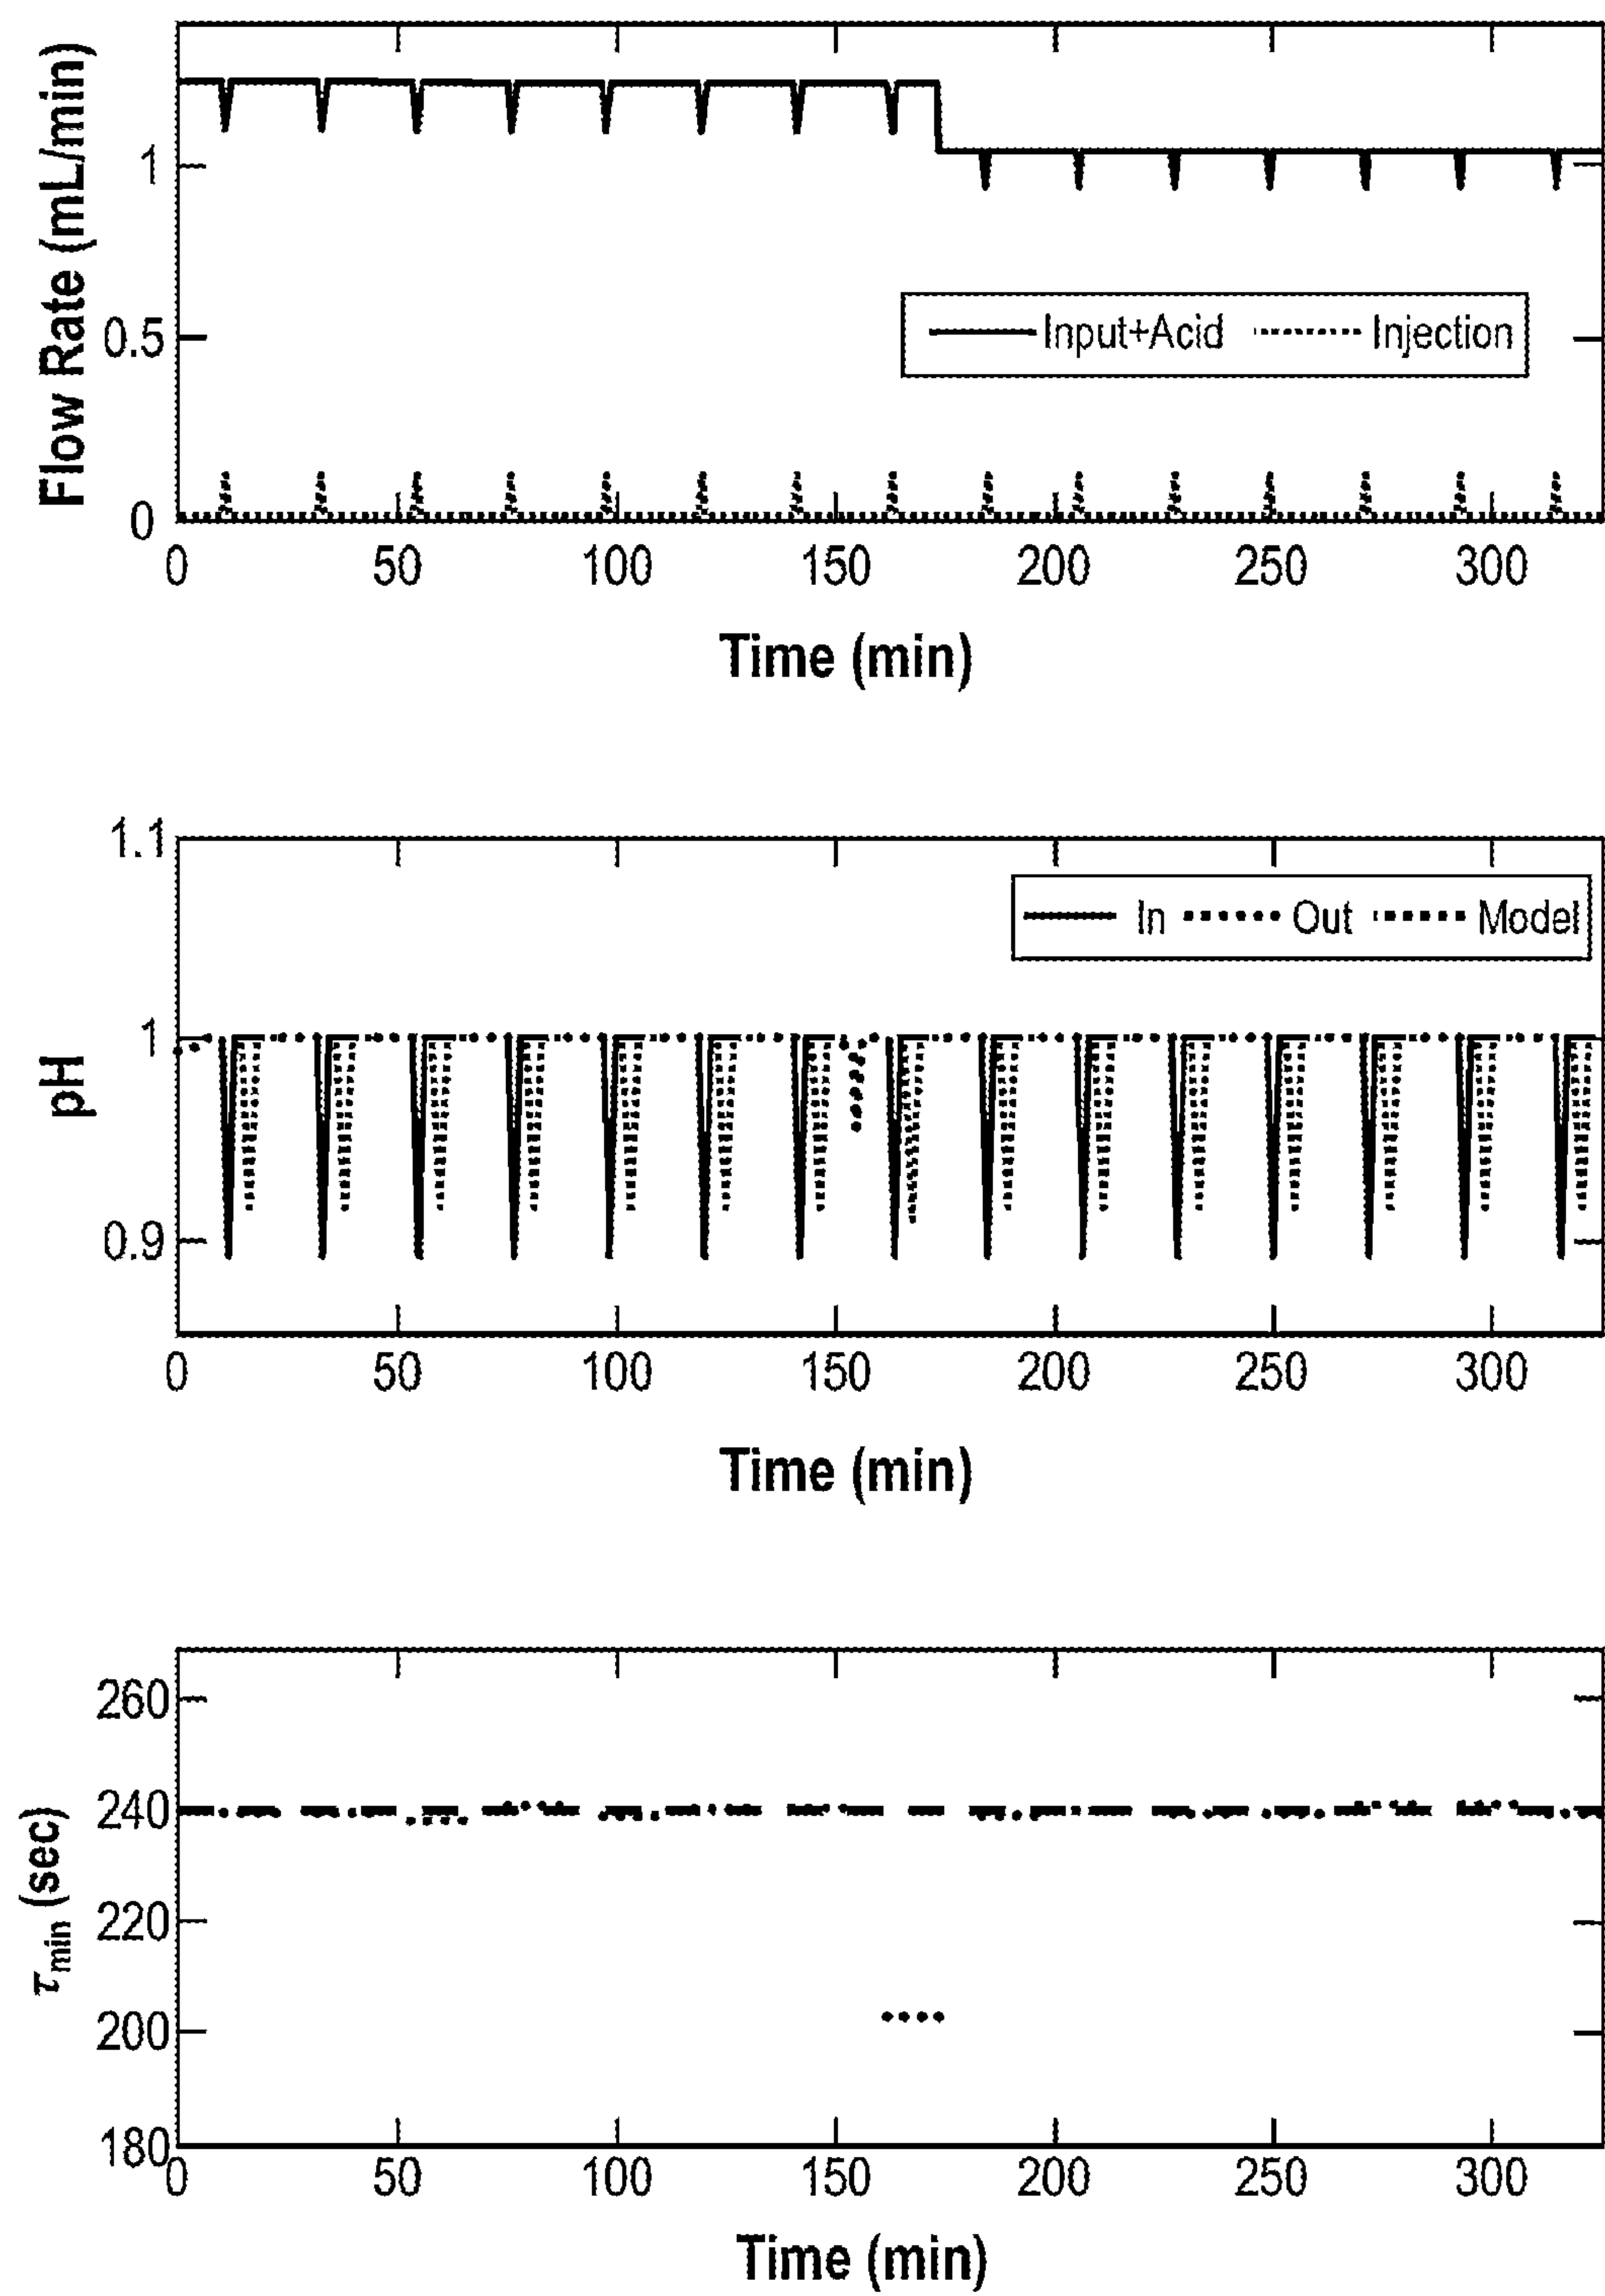 Flow Rate (mL/min)
1
0.5
0
Input+Acid Injection
0 50 100 150 200 250 300
Time (min)
pH
1.1
1
0.9
In Out Model
0 50 100 150 200 250 300
Time (min)
τmin (sec)
260
240
220
200
180
0 50 100 150 200 250 300
Time (min)